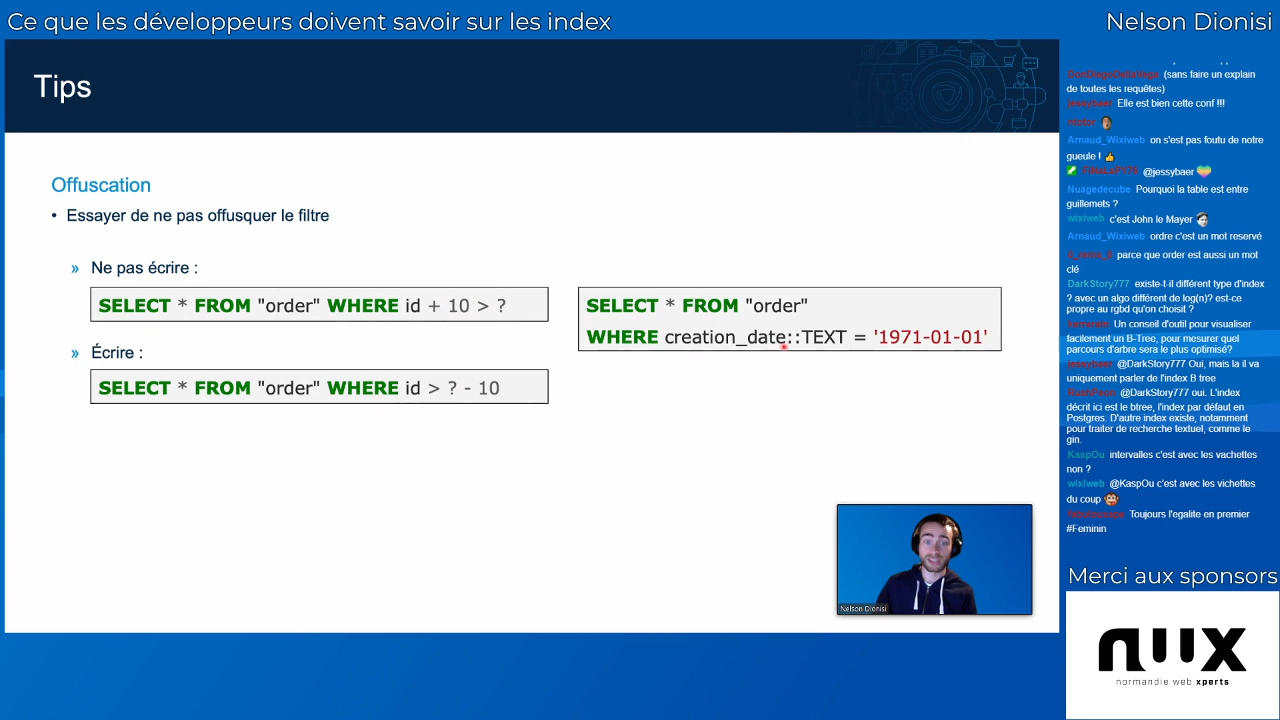 Ce que les développeurs doivent savoir sur les index
Nelson Dionisi
Tips
Offuscation
• Essayer de ne pas offusquer le filtre
» Ne pas écrire :
SELECT * FROM "order" WHERE id + 10 > ?
» Écrire :
SELECT * FROM "order" WHERE id > ? - 10
SELECT * FROM "order"
WHERE creation_date::TEXT = '1971-01-01'
Nelson Dionisi
(sans faire un explain
de toutes les requêtes)
jessybaer Elle est bien cette conf !!!
Arnaud_Wixiweb on s'est pas foutu de notre
gueule !
@jessybaer
Nuagedecube Pourquoi la table est entre
guillemets ?
wixiweb c'est John le Mayer
Arnaud_Wixiweb ordre c'est un mot reservé
parce que order est aussi un mot
clé
DarkStory777 existe-t-il différent type d'index
? avec un algo différent de log(n)? est-ce
propre au rgbd qu'on choisit ?
Un conseil d'outil pour visualiser
facilement un B-Tree, pour mesurer quel
parcours d'arbre sera le plus optimisé?
jessybaer @DarkStory777 Oui, mais la il va
uniquement parler de l'index B tree
@DarkStory777 oui. L'index
décrit ici est le btree, l'index par défaut en
Postgres. D'autre index existe, notamment
pour traiter de recherche textuel, comme le
gin.
KaspOu intervalles c'est avec les vachettes
non ?
wixiweb @KaspOu c'est avec les vichettes
du coup
Toujours l'egalite en premier
#Feminin
Merci aux sponsors
nwx
normandie web xperts